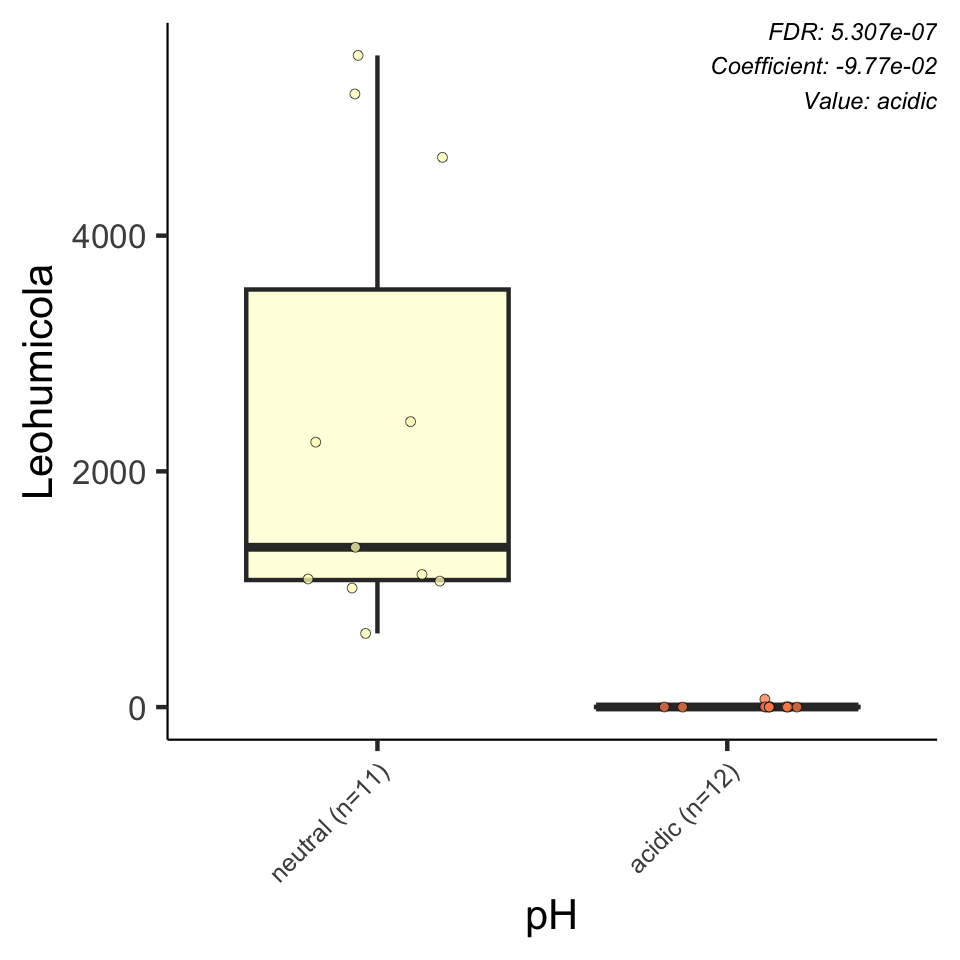 FDR: 5.307e-07
Coefficient: -9.77e-02
Value: acidic
Leohumicola
4000
2000
0
neutral (n=11)
acidic (n=12)
pH